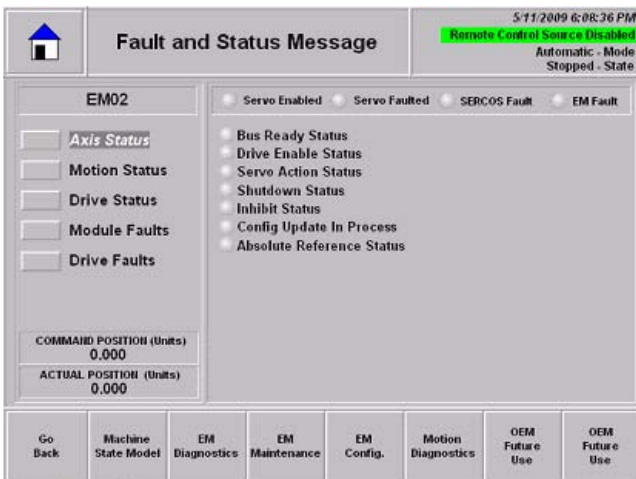 Fault and Status Message
5/11/2009 6:08:36 PM
Remote Control Source Disabled
Automatic - Mode
Stopped - State
EM02
Axis Status
Motion Status
Drive Status
Module Faults
Drive Faults
COMMAND POSITION (Units)
0.000
ACTUAL POSITION (Units)
0.000
Servo Enabled Servo Faulted SERCOS Fault EM Fault
Bus Ready Status
Drive Enable Status
Servo Action Status
Shutdown Status
Inhibit Status
Config Update In Process
Absolute Reference Status
Go Back
Machine State Model
EM Diagnostics
EM Maintenance
EM Config.
Motion Diagnostics
OEM Future Use
OEM Future Use